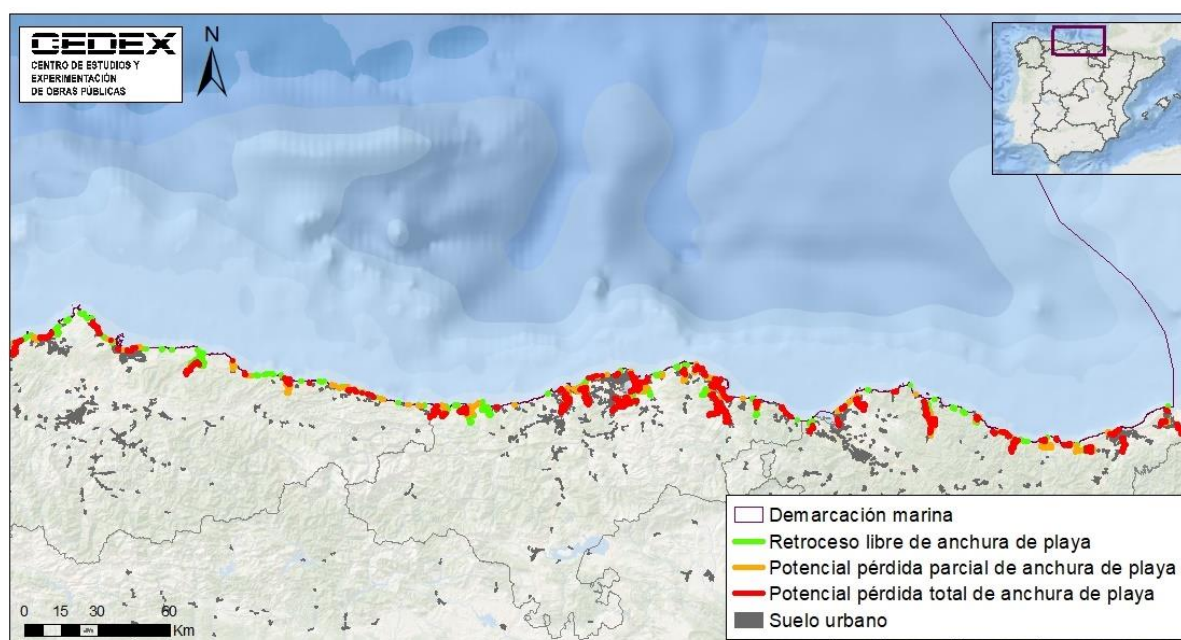 CEDEX
CENTRO DE ESTUDIOS Y
EXPERIMENTACIÓN
DE OBRAS PÚBLICAS
N
Demarcación marina
Retroceso libre de anchura de playa
Potencial pérdida parcial de anchura de playa
Potencial pérdida total de anchura de playa
Suelo urbano
0 15 30 60
Km